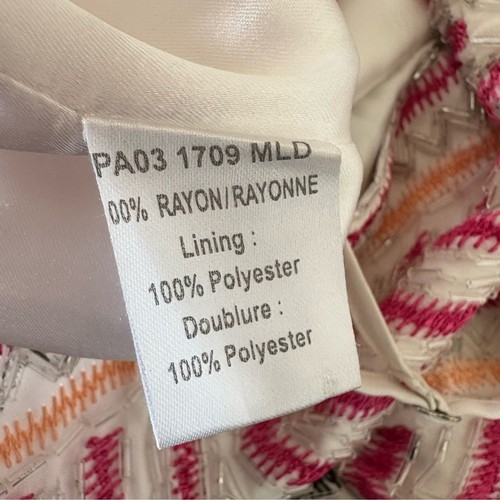 PA03 1709 MLD
00% RAYON/RAYONNE
Lining :
100% Polyester
Doublure :
100% Polyester